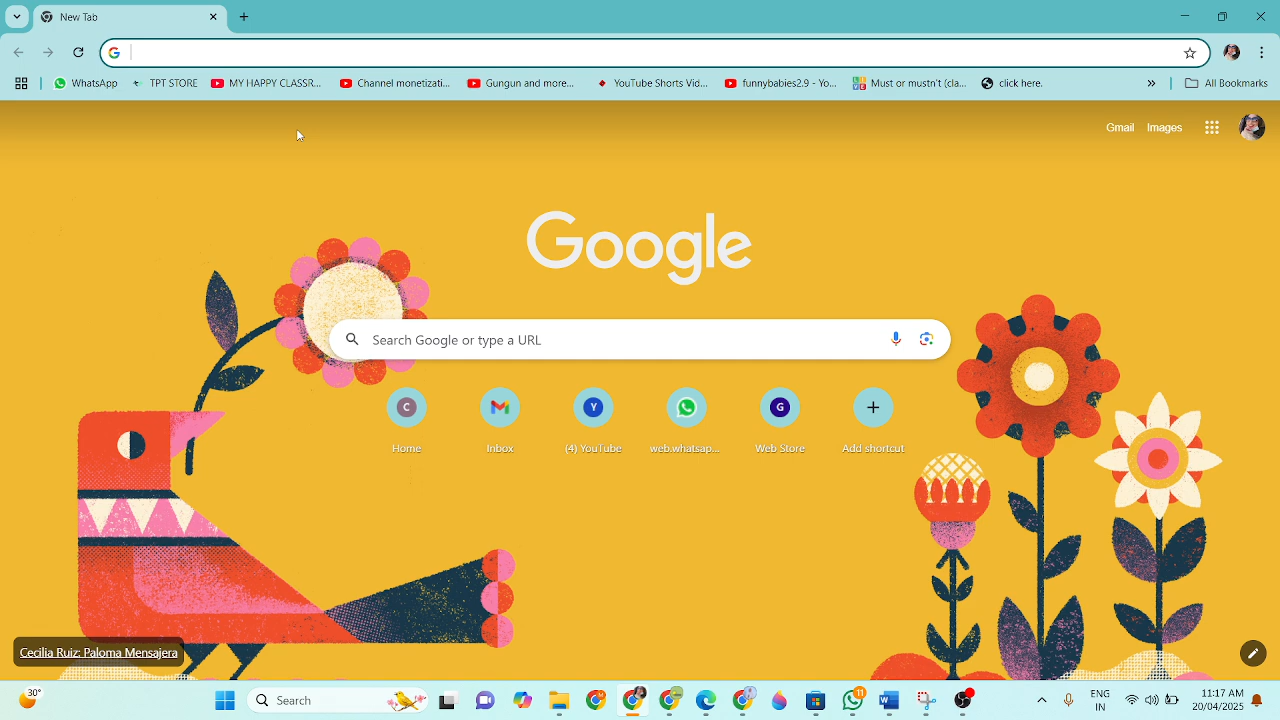 New Tab
WhatsApp
TPT STORE
MY HAPPY CLASSR...
Channel monetizati...
Gungun and more...
YouTube Shorts Vid...
funnybabies2.9 - Yo...
Must or mustn't (cla...
click here.
»
All Bookmarks
Gmail
Images
Google
Search Google or type a URL
C
Y
G
Home
Inbox
(4) YouTube
web.whatsap...
Web Store
Add shortcut
Cecilia Ruiz: Paloma Mensajera
30°
Search
11
ENG
IN
11:17 AM
20/04/2025